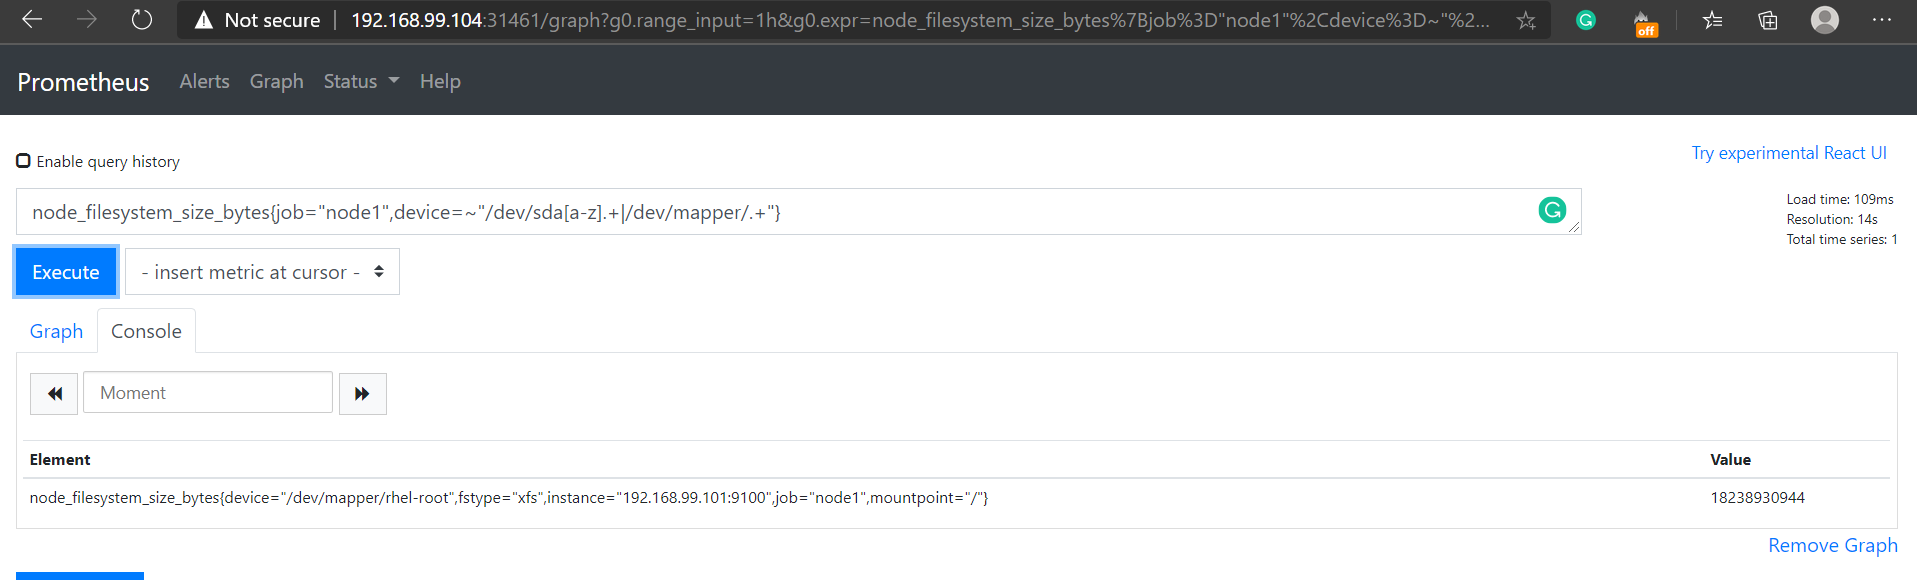 Not secure | 192.168.99.104:31461/graph?g0.range_input=1h&g0.expr=node_filesystem_size_bytes%7Bjob%3D"node1"%2Cdevice%3D~"%2...
off
Prometheus Alerts Graph Status Help
Enable query history
Try experimental React UI
node_filesystem_size_bytes{job="node1",device=~"/dev/sda[a-z].+|/dev/mapper/.+"}
Load time: 109ms
Resolution: 14s
Total time series: 1
Execute - insert metric at cursor -
Graph Console
Moment
Element Value
node_filesystem_size_bytes{device="/dev/mapper/rhel-root",fstype="xfs",instance="192.168.99.101:9100",job="node1",mountpoint="/"} 18238930944
Remove Graph